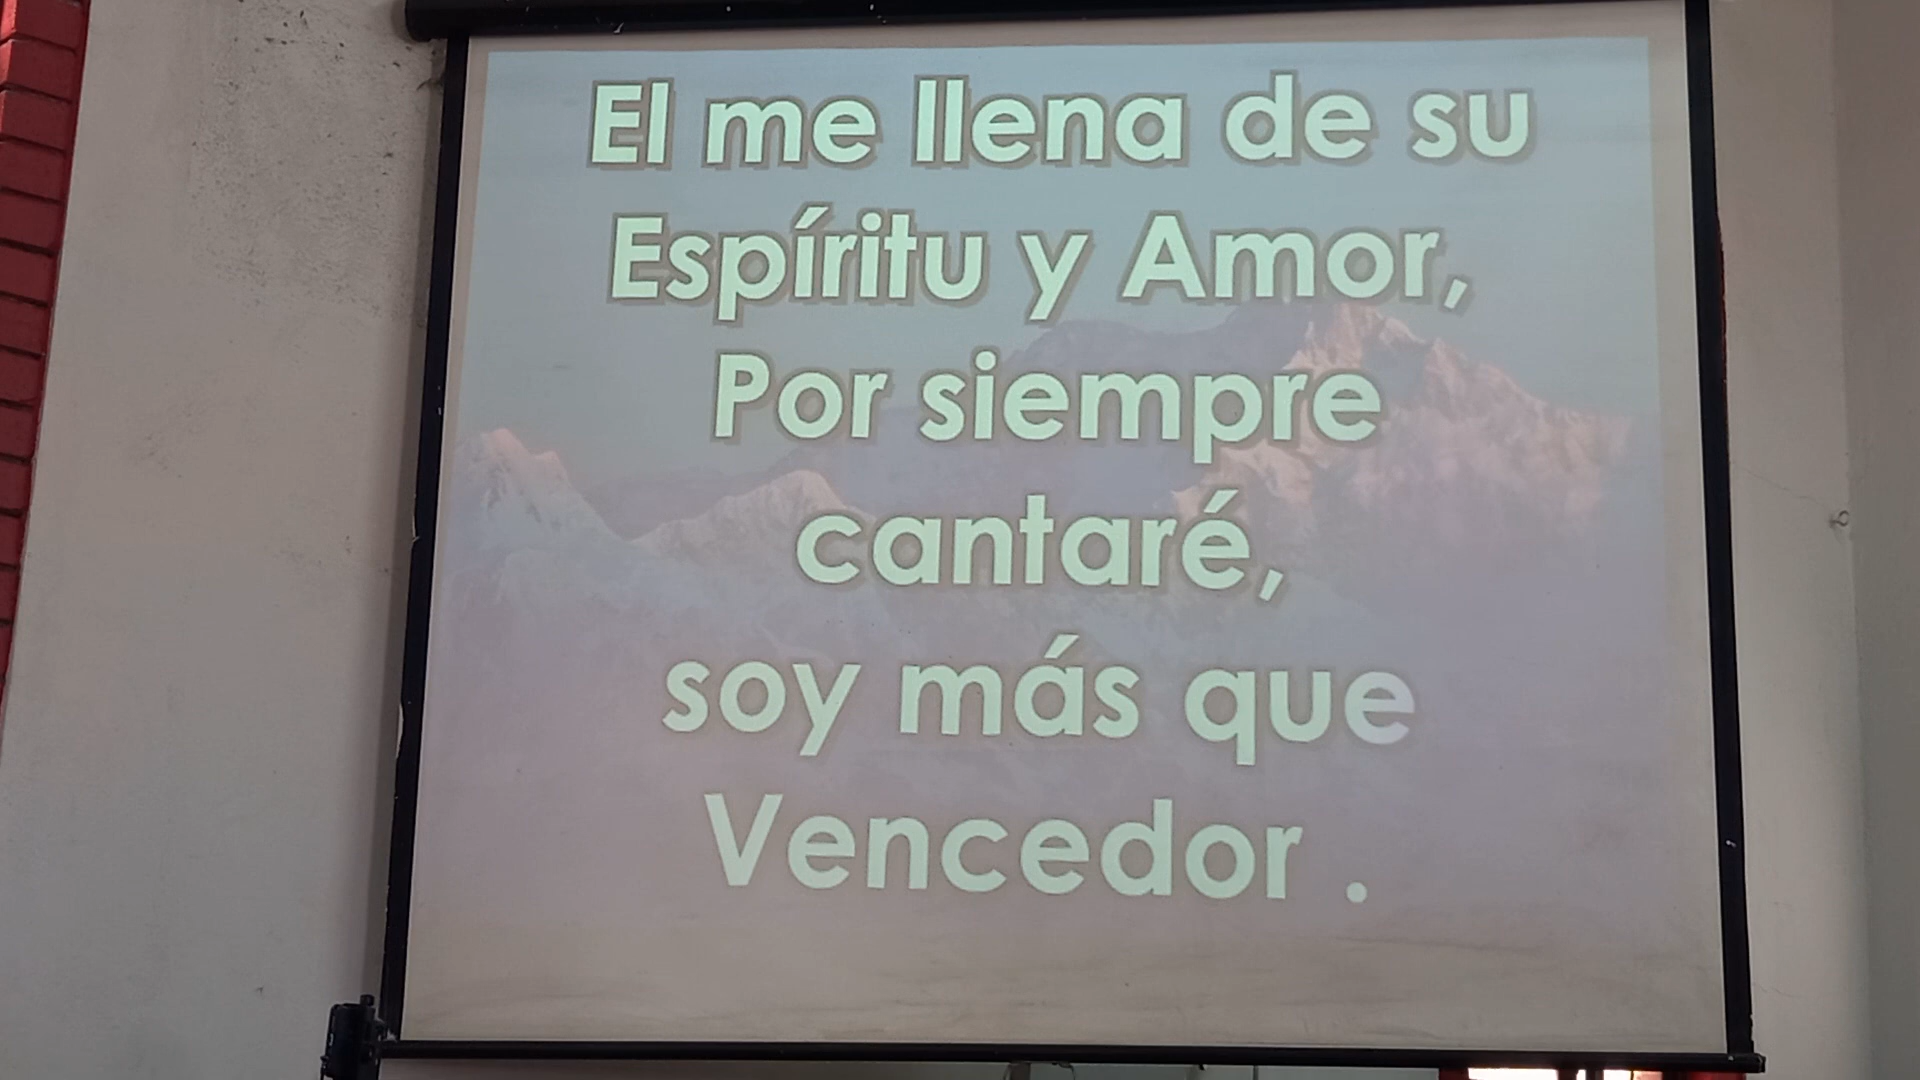 El me llena de su
Espíritu y Amor,
Por siempre
cantaré,
soy más que
Vencedor .